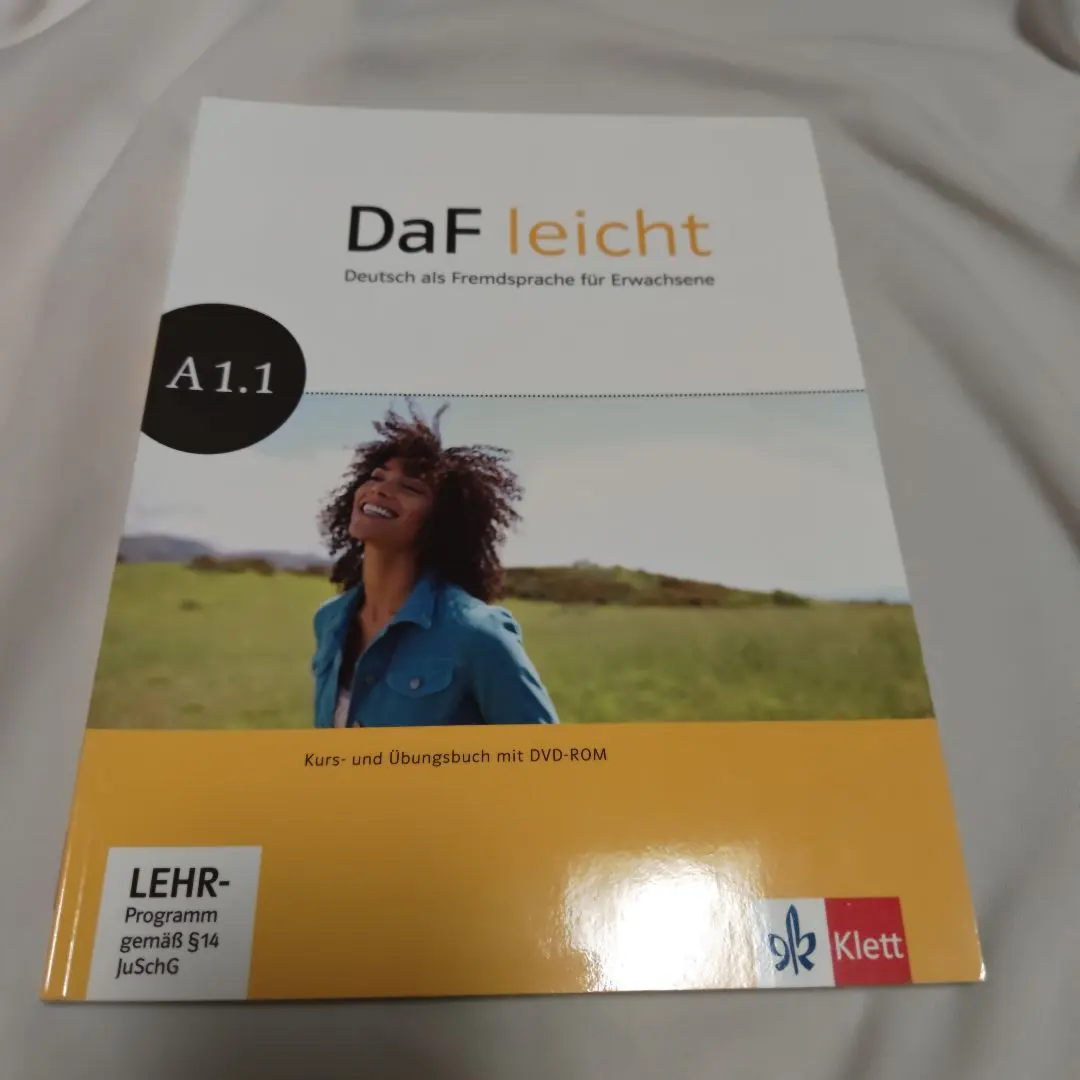 DaF leicht
Deutsch als Fremdsprache für Erwachsene
A1.1
Kurs- und Übungsbuch mit DVD-ROM
LEHR-
Programm
gemäß §14
JuSchG
Klett